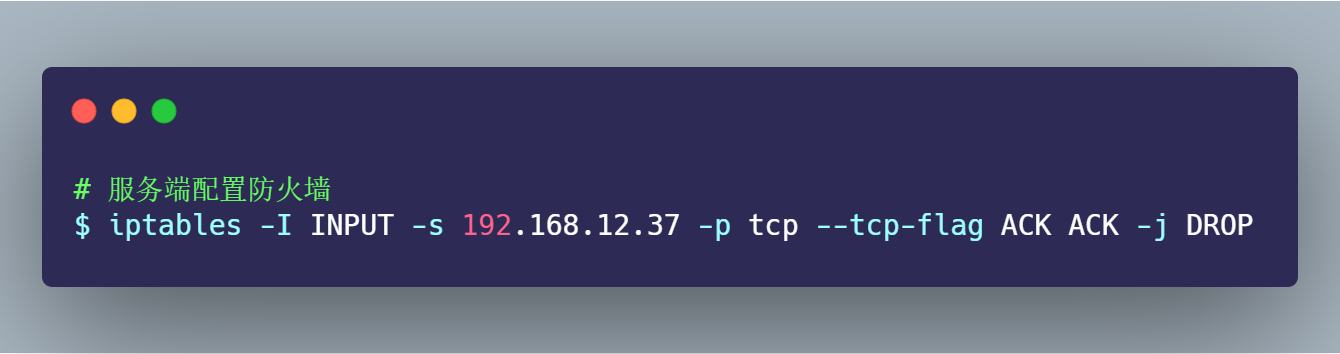 # 服务端配置防火墙
$ iptables -I INPUT -s 192.168.12.37 -p tcp --tcp-flag ACK ACK -j DROP